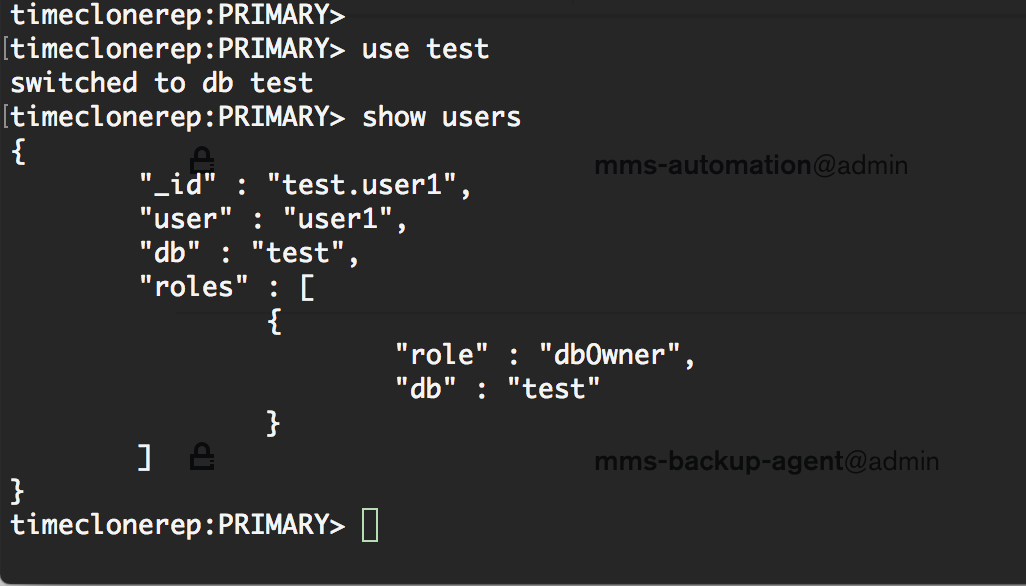 timeclonerep:PRIMARY>
[timeclonerep:PRIMARY> use test
switched to db test
[timeclonerep:PRIMARY> show users
{
mms-automation@admin
"_id" : "test.user1",
"user" : "user1",
"db" : "test",
"roles" : [
{
"role" : "dbOwner",
"db" : "test"
}
]
mms-backup-agent@admin
}
timeclonerep:PRIMARY>